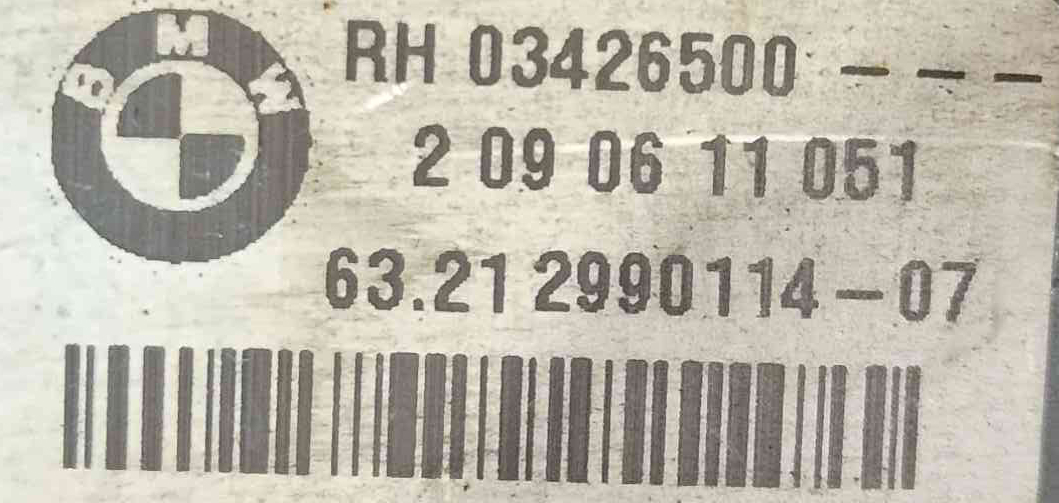 BMW
RH 03426500 - - -
2 09 06 11 051
63.21 2990114-07